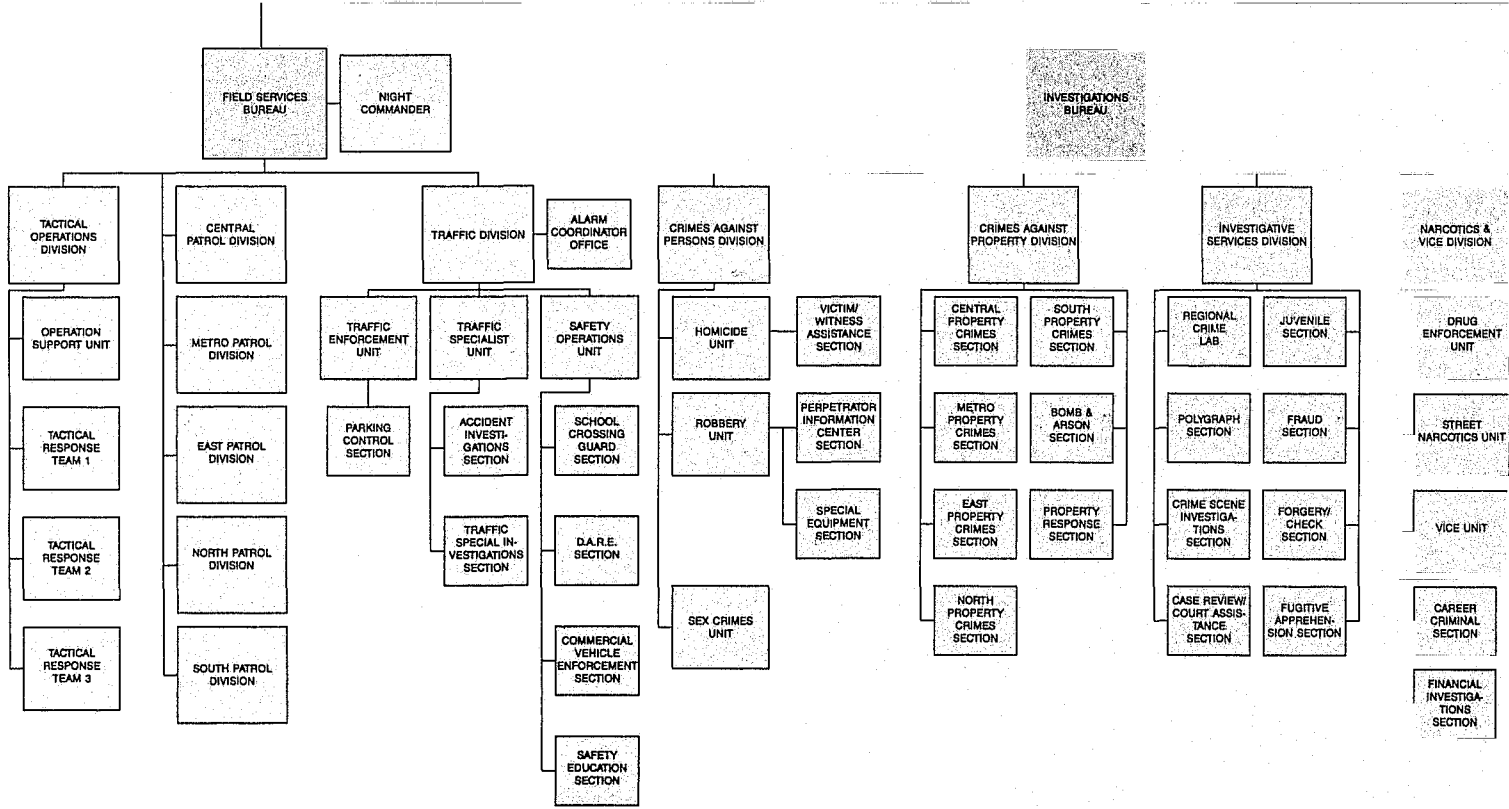 FIELD SERVICES
BUREAU
NIGHT
COMMANDER
INVESTIGATIONS
BUREAU
TACTICAL
OPERATIONS
DIVISION
CENTRAL
PATROL DIVISION
TRAFFIC DIVISION
ALARM
COORDINATOR
OFFICE
CRIMES AGAINST
PERSONS DIVISION
CRIMES AGAINST
PROPERTY DIVISION
INVESTIGATIVE
SERVICES DIVISION
NARCOTICS &
VICE DIVISION
OPERATION
SUPPORT UNIT
TACTICAL
RESPONSE
TEAM 1
TACTICAL
RESPONSE
TEAM 2
TACTICAL
RESPONSE
TEAM 3
METRO PATROL
DIVISION
EAST PATROL
DIVISION
NORTH PATROL
DIVISION
SOUTH PATROL
DIVISION
TRAFFIC
ENFORCEMENT
UNIT
PARKING
CONTROL
SECTION
TRAFFIC
SPECIALIST
UNIT
ACCIDENT
INVESTI-
GATIONS
SECTION
TRAFFIC
SPECIAL IN-
VESTIGATIONS
SECTION
SAFETY
OPERATIONS
UNIT
SCHOOL
CROSSING
GUARD
SECTION
D.A.R.E.
SECTION
COMMERCIAL
VEHICLE
ENFORCEMENT
SECTION
SAFETY
EDUCATION
SECTION
HOMICIDE
UNIT
VICTIM/
WITNESS
ASSISTANCE
SECTION
ROBBERY
UNIT
PERPETRATOR
INFORMATION
CENTER
SECTION
SPECIAL
EQUIPMENT
SECTION
SEX CRIMES
UNIT
CENTRAL
PROPERTY
CRIMES
SECTION
METRO
PROPERTY
CRIMES
SECTION
EAST
PROPERTY
CRIMES
SECTION
NORTH
PROPERTY
CRIMES
SECTION
SOUTH
PROPERTY
CRIMES
SECTION
BOMB &
ARSON
SECTION
PROPERTY
RESPONSE
SECTION
REGIONAL
CRIME
LAB
POLYGRAPH
SECTION
CRIME SCENE
INVESTIGA-
TIONS
SECTION
CASE REVIEW/
COURT ASSIS-
TANCE
SECTION
JUVENILE
SECTION
FRAUD
SECTION
FORGERY/
CHECK
SECTION
FUGITIVE
APPREHEN-
SION SECTION
DRUG
ENFORCEMENT
UNIT
STREET
NARCOTICS UNIT
VICE UNIT
CAREER
CRIMINAL
SECTION
FINANCIAL
INVESTIGA-
TIONS
SECTION